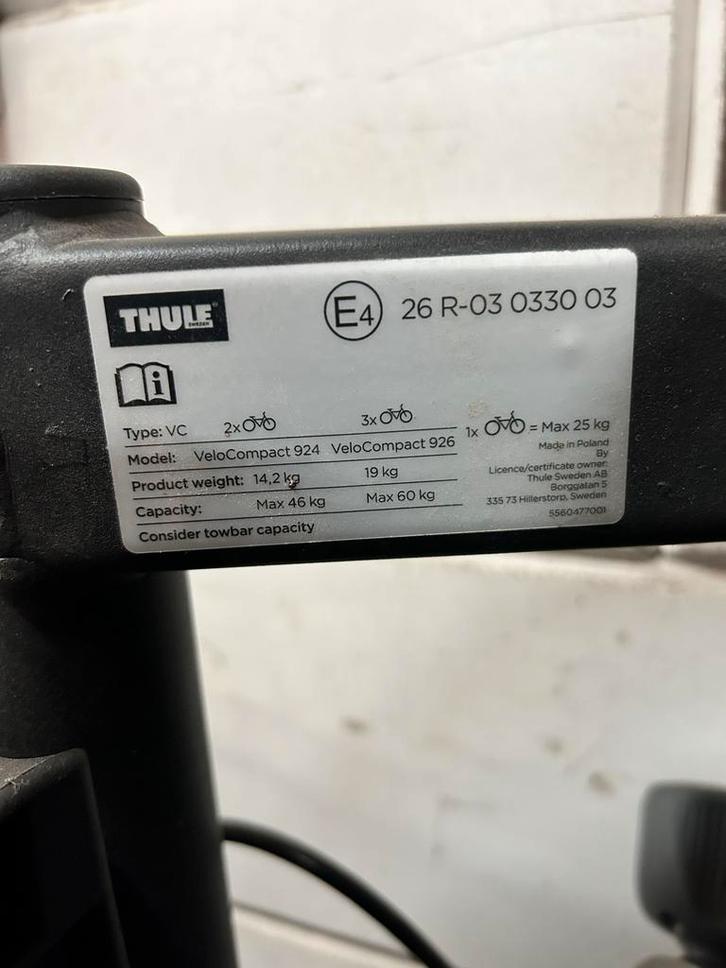 THULE
SWEDEN
E4 26 R-03 0330 03
Type: VC 2x 3x 1x = Max 25 kg
Model: VeloCompact 924 VeloCompact 926
Product weight: 14,2 kg 19 kg
Capacity: Max 46 kg Max 60 kg
Consider towbar capacity
Made in Poland
By
Licence/certificate owner:
Thule Sweden AB
Borggatan 5
335 73 Hillerstorp, Sweden
5560477001